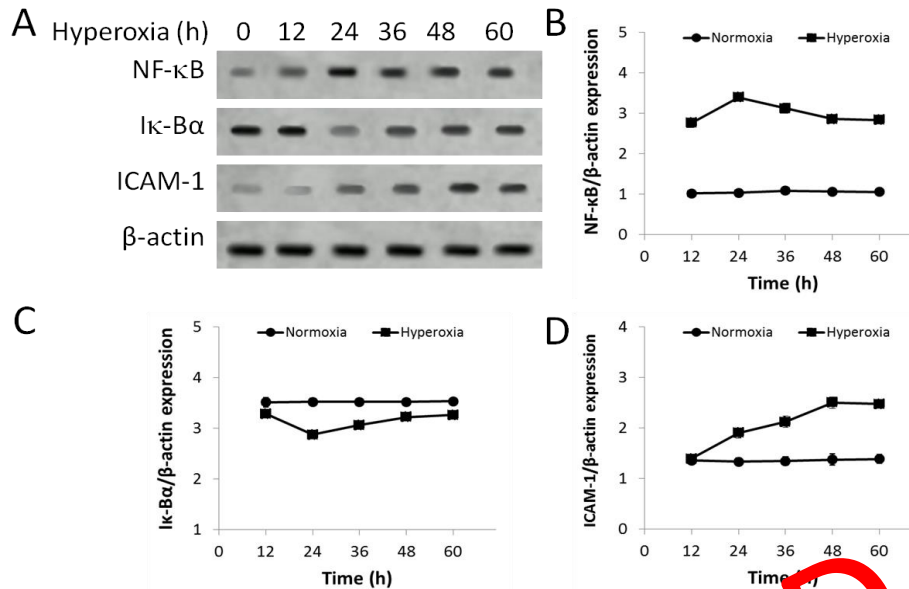 A
Hyperoxia (h) 0 12 24 36 48 60
NF-κB
Iκ-Bα
ICAM-1
β-actin
B
Normoxia Hyperoxia
NF-κB/β-actin expression
5
4
3
2
1
0
0 12 24 36 48 60
Time (h)
C
Normoxia Hyperoxia
Iκ-Bα/β-actin expression
5
4
3
2
1
0 12 24 36 48 60
Time (h)
D
Normoxia Hyperoxia
ICAM-1/β-actin expression
4
3
2
1
0
0 12 24 36 48 60
Time (h)